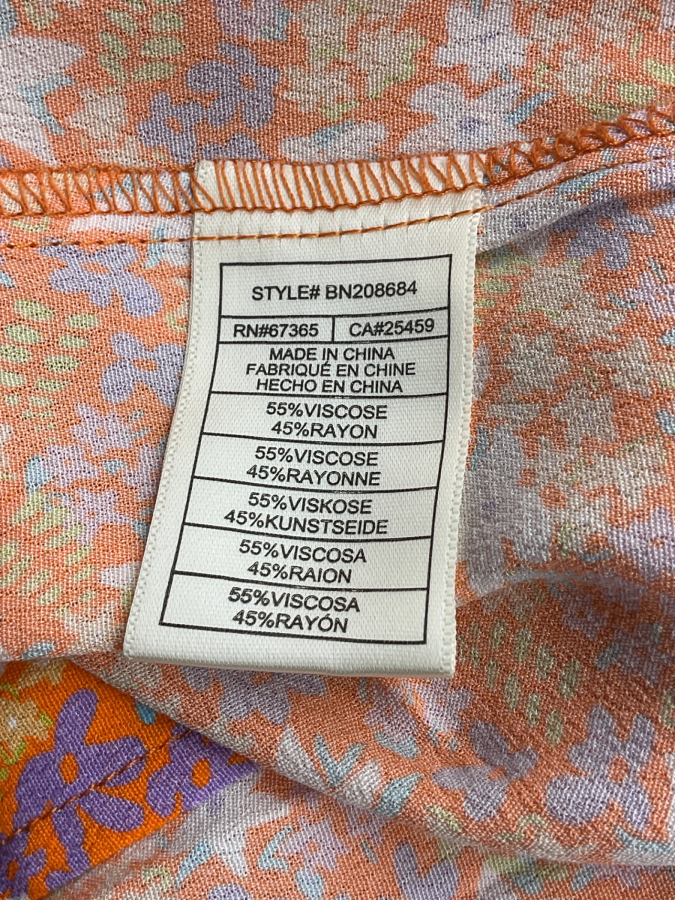 STYLE# BN208684
RN#67365 CA#25459
MADE IN CHINA
FABRIQUÉ EN CHINE
HECHO EN CHINA
55%VISCOSE
45%RAYON
55%VISCOSE
45%RAYONNE
55%VISKOSE
45%KUNSTSEIDE
55%VISCOSA
45%RAION
55%VISCOSA
45%RAYÓN